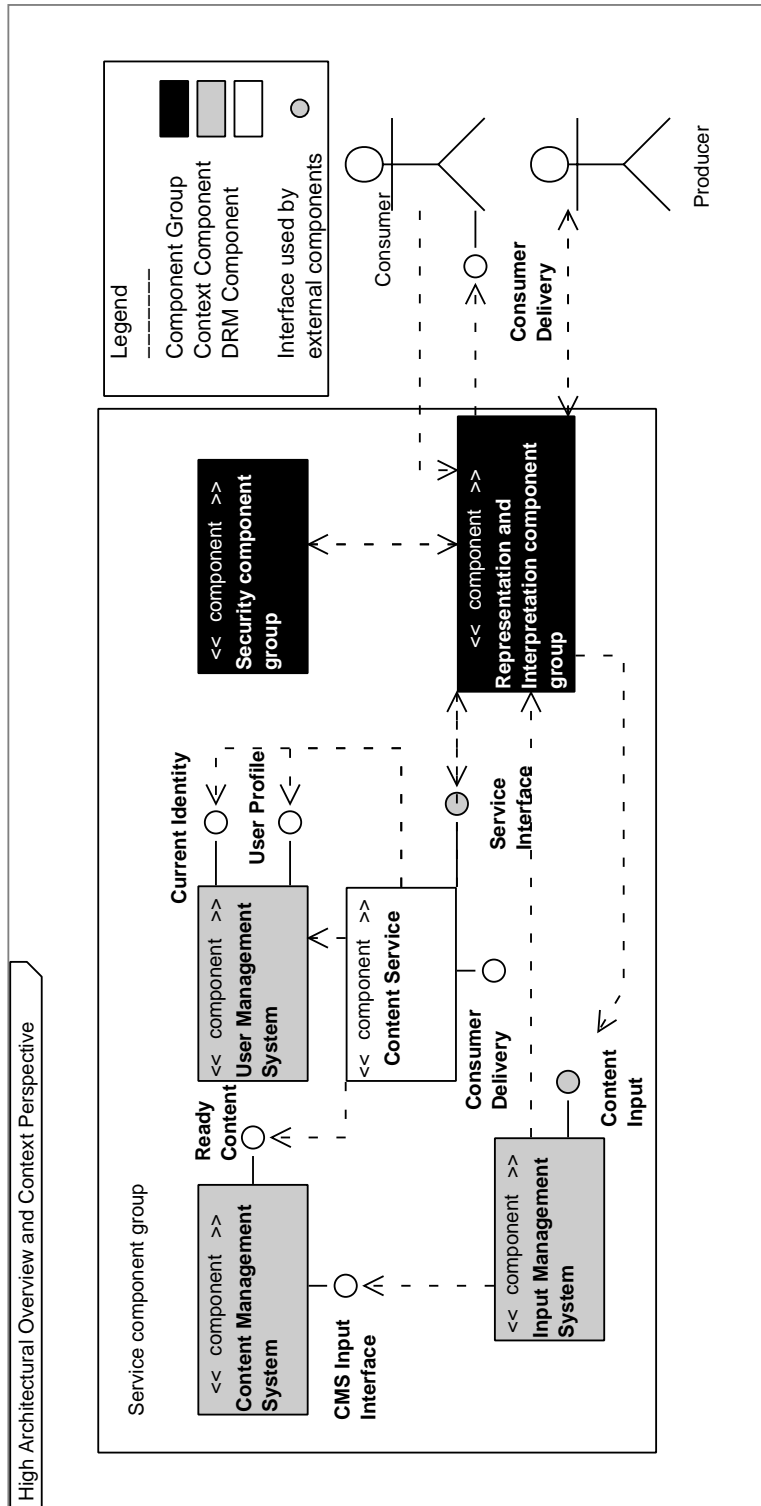 High Architectural Overview and Context Perspective
Service component group
<< component >>
Content Management
System
Ready
Content
CMS Input
Interface
<< component >>
User Management
System
Current Identity
User Profile
<< component >>
Content Service
Consumer
Delivery
Service
Interface
<< component >>
Input Management
System
Content
Input
<< component >>
Security component
group
<< component >>
Representation and
Interpretation component
group
Legend
----------
Component Group
Context Component
DRM Component
Interface used by
external components
Consumer
Consumer
Delivery
Producer